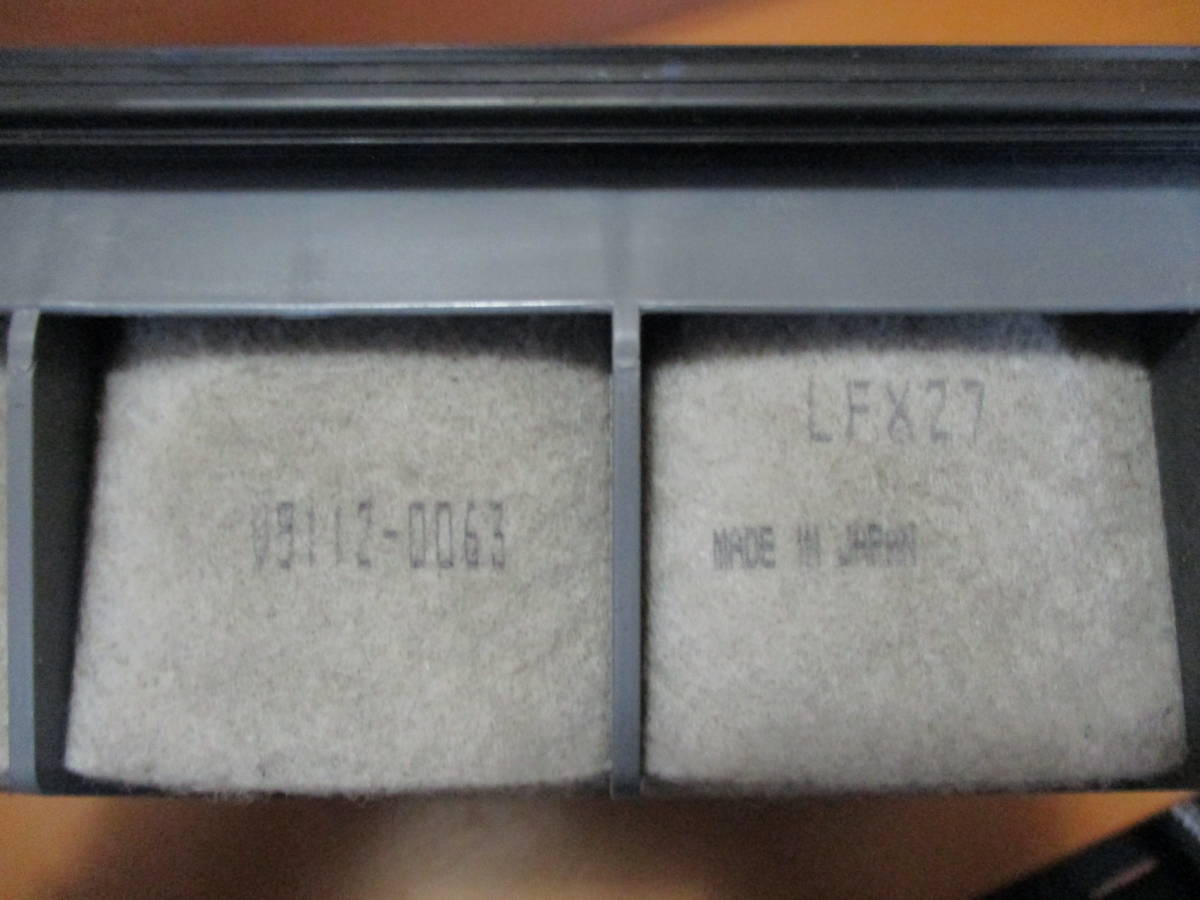 V9112-0063
LFX27
MADE IN JAPAN